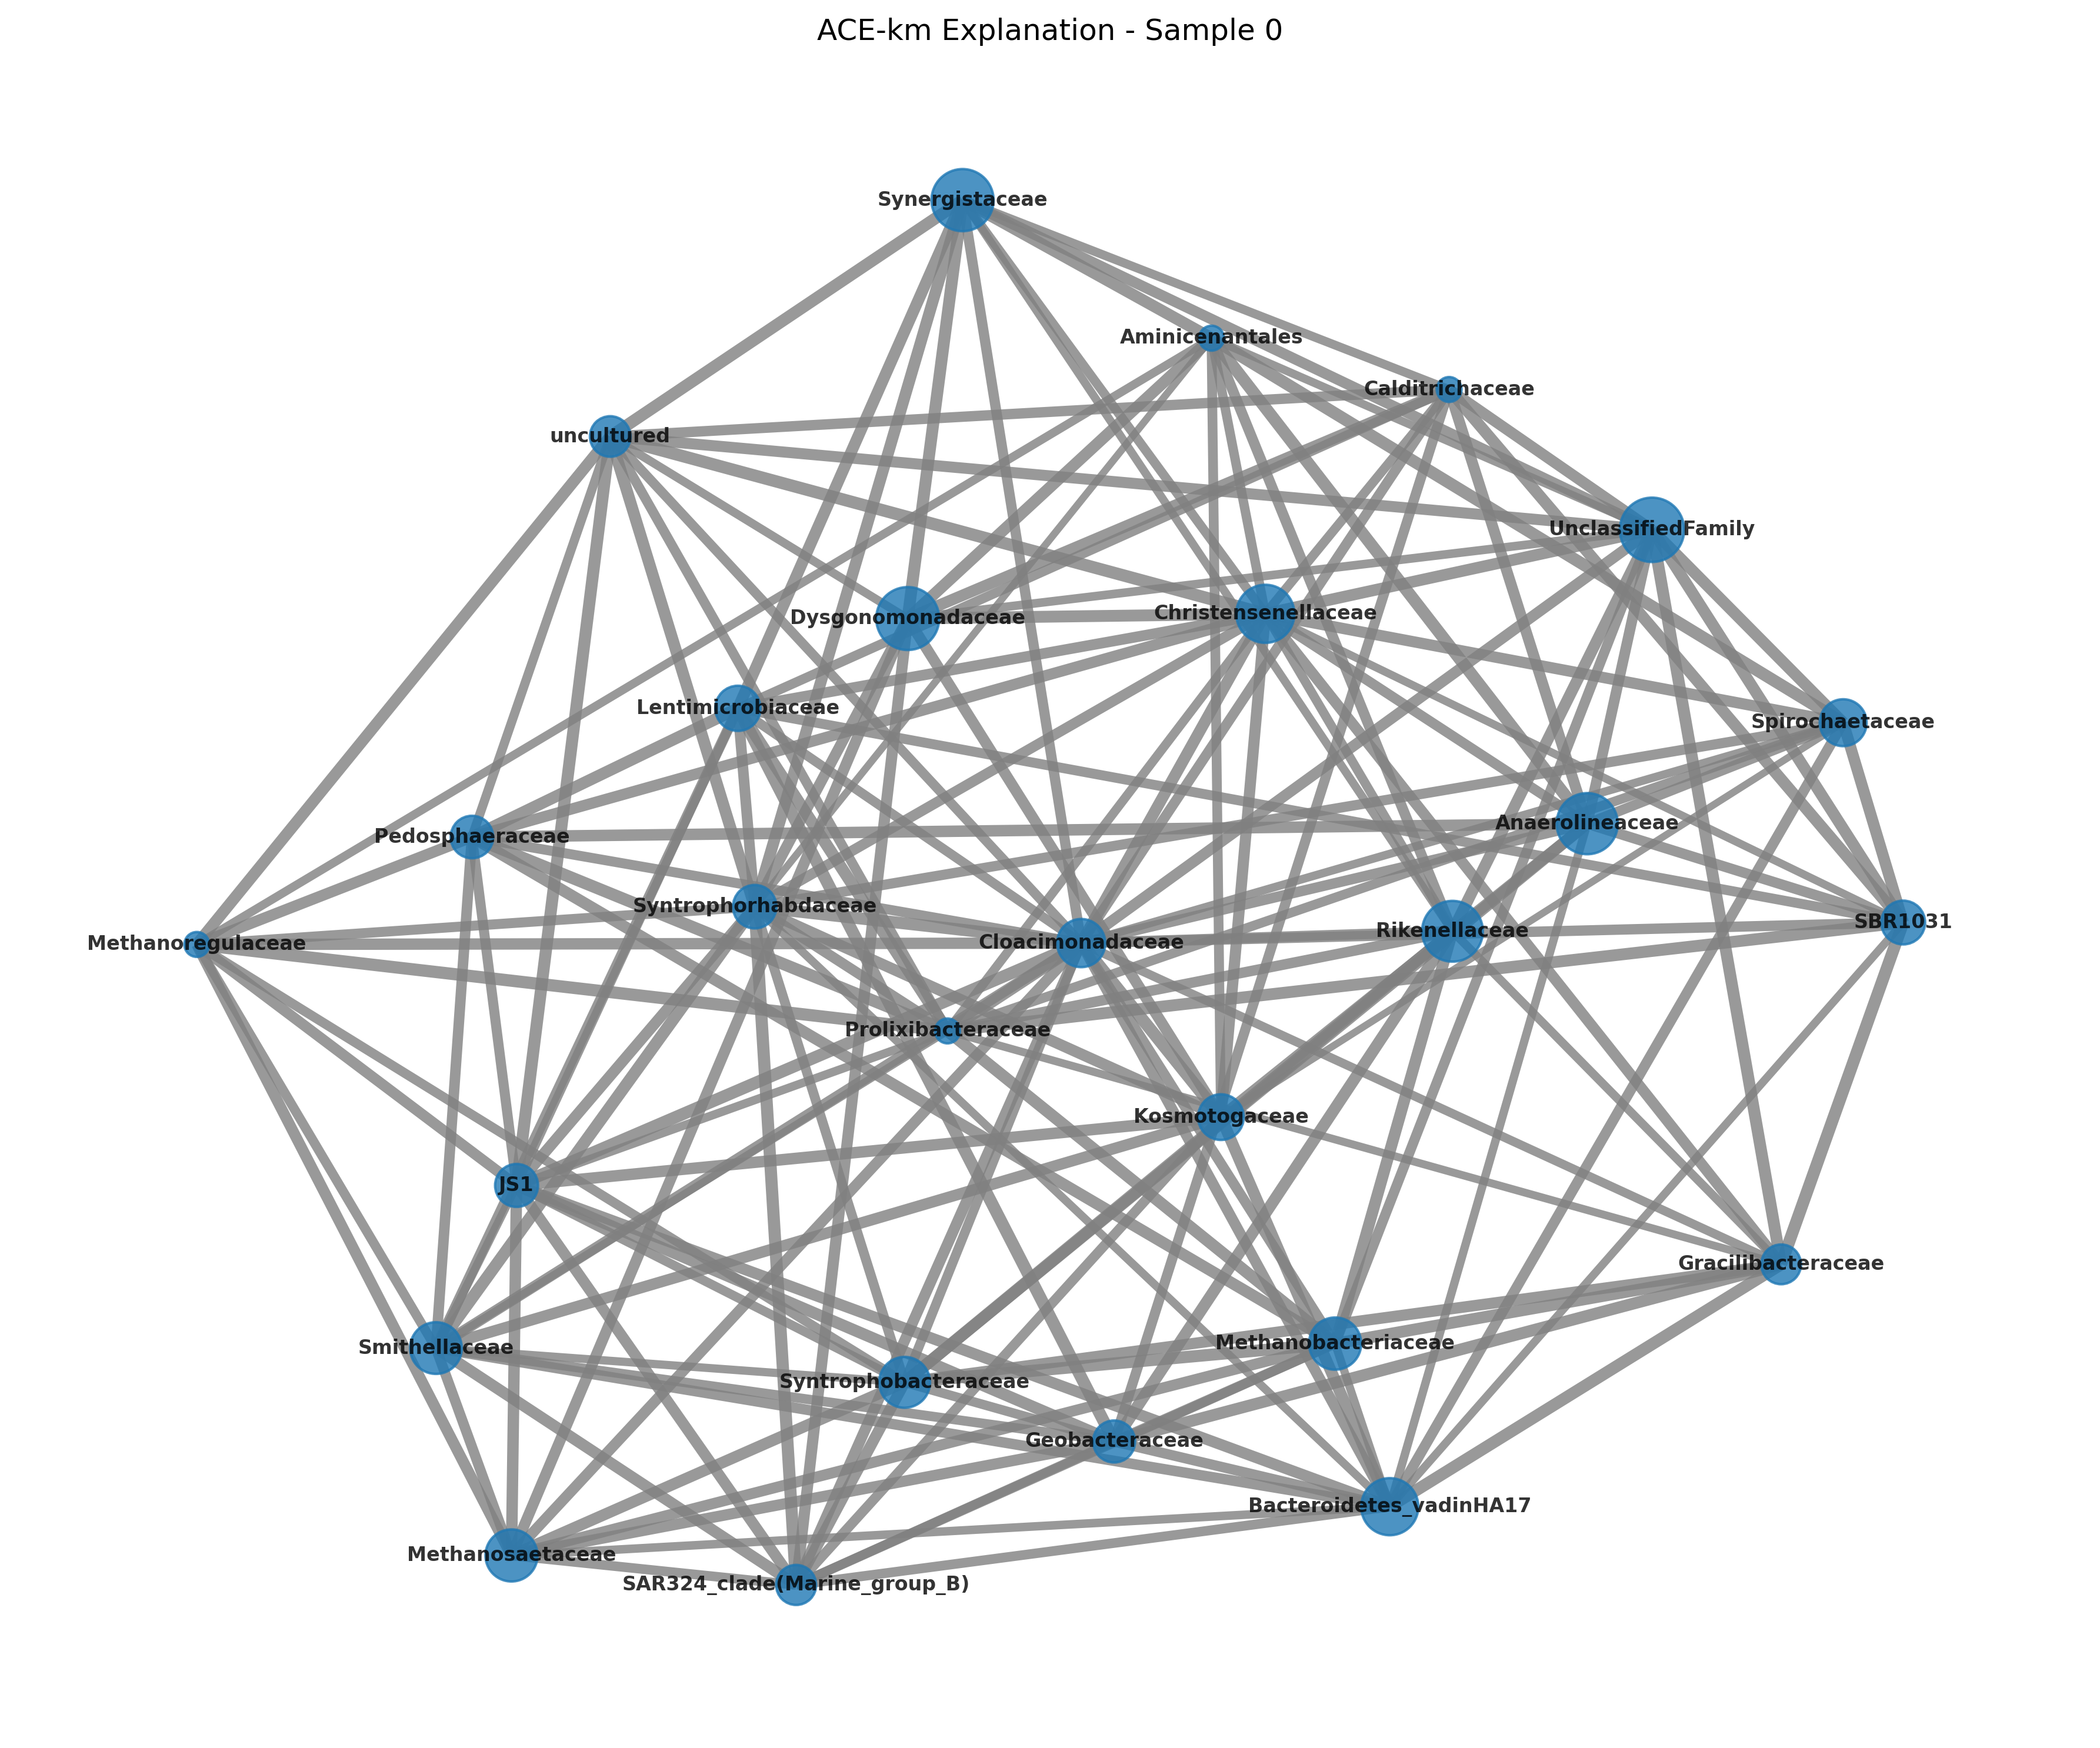 ACE-km Explanation - Sample 0
Synergistaceae
Aminicenantales
Calditrichaceae
uncultured
UnclassifiedFamily
Dysgonomonadaceae
Christensenellaceae
Lentimicrobiaceae
Spirochaetaceae
Pedosphaeraceae
Anaerolineaceae
Syntrophorhabdaceae
SBR1031
Methanoregulaceae
Cloacimonadaceae
Rikenellaceae
Prolixibacteraceae
Kosmotogaceae
JS1
Gracilibacteraceae
Smithellaceae
Methanobacteriaceae
Syntrophobacteraceae
Geobacteraceae
Bacteroidetes_vadinHA17
Methanosaetaceae
SAR324_clade(Marine_group_B)